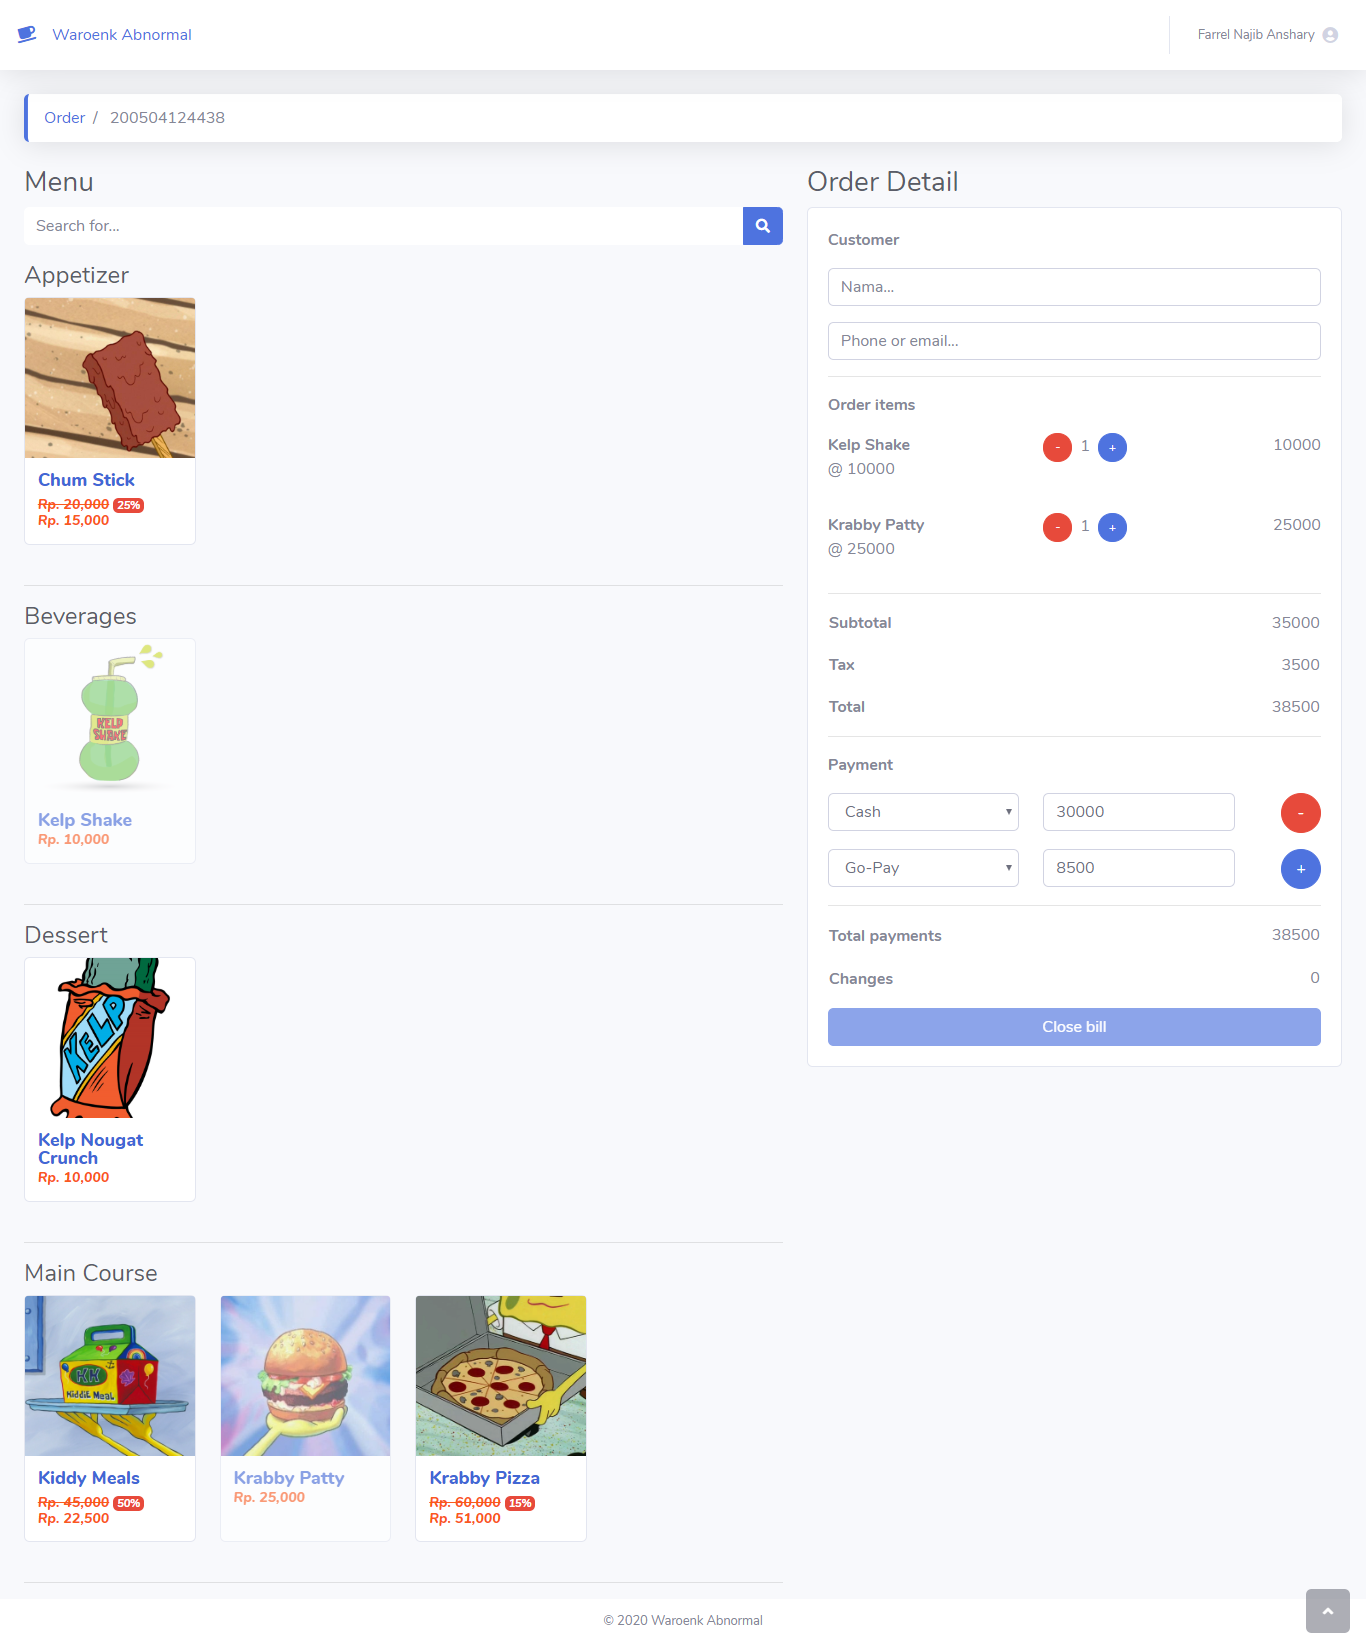 Waroenk Abnormal
Farrel Najib Anshary
Order / 200504124438
Menu
Search for...
Appetizer
Chum Stick
Rp. 20,000 25%
Rp. 15,000
Beverages
KELP
SHAKE
Kelp Shake
Rp. 10,000
Dessert
KELP
Kelp Nougat
Crunch
Rp. 10,000
Main Course
KK
Kiddie Meal
Kiddy Meals
Rp. 45,000 50%
Rp. 22,500
Krabby Patty
Rp. 25,000
Krabby Pizza
Rp. 60,000 15%
Rp. 51,000
Order Detail
Customer
Nama...
Phone or email...
Order items
Kelp Shake - 1 + 10000
@ 10000
Krabby Patty - 1 + 25000
@ 25000
Subtotal 35000
Tax 3500
Total 38500
Payment
Cash 30000 -
Go-Pay 8500 +
Total payments 38500
Changes 0
Close bill
© 2020 Waroenk Abnormal